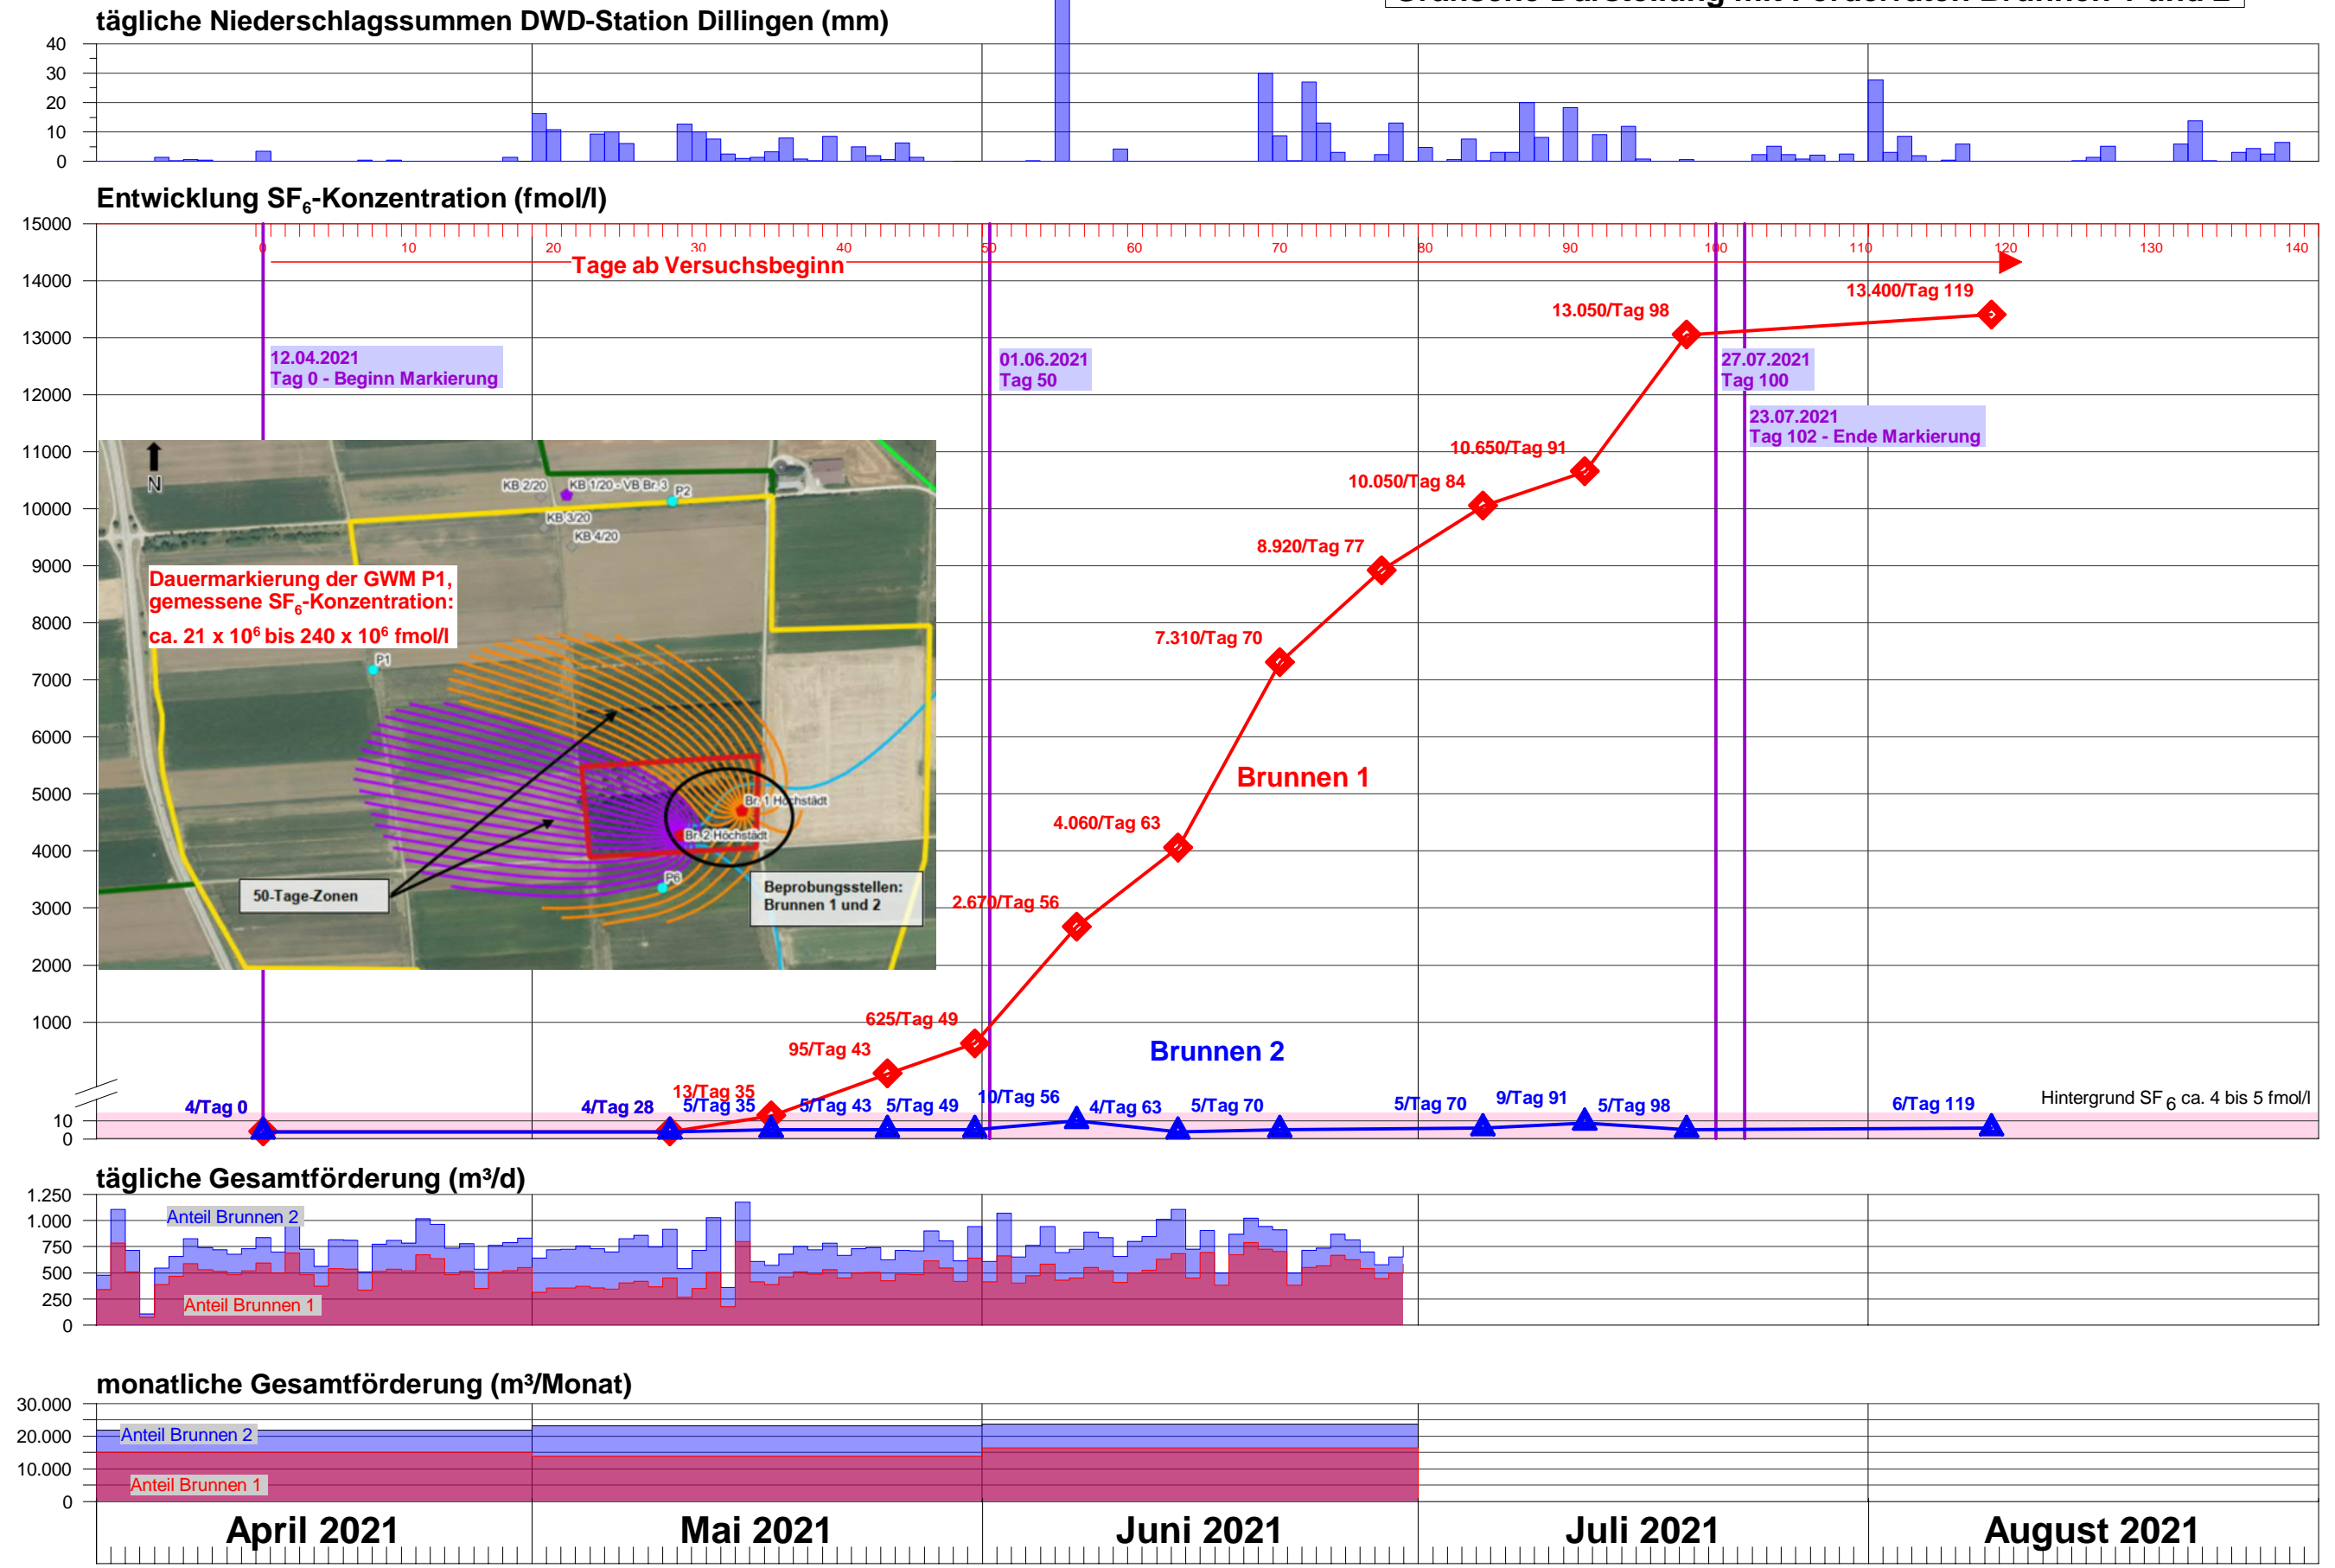 Grafische Darstellung mit Förderraten Brunnen 1 und 2
tägliche Niederschlagssummen DWD-Station Dillingen (mm)
40
30
20
10
0
Entwicklung SF6-Konzentration (fmol/l)
15000
14000
13000
12000
11000
10000
9000
8000
7000
6000
5000
4000
3000
2000
1000
10
0
0 10 20 30 40 50 60 70 80 90 100 110 120 130 140
Tage ab Versuchsbeginn
12.04.2021
Tag 0 - Beginn Markierung
01.06.2021
Tag 50
27.07.2021
Tag 100
23.07.2021
Tag 102 - Ende Markierung
13.400/Tag 119
13.050/Tag 98
10.650/Tag 91
10.050/Tag 84
8.920/Tag 77
7.310/Tag 70
4.060/Tag 63
2.670/Tag 56
625/Tag 49
95/Tag 43
13/Tag 35
Brunnen 1
Brunnen 2
N
KB 2/20
KB 1/20 - VB Br. 3
P2
KB 3/20
KB 4/20
Dauermarkierung der GWM P1,
gemessene SF6-Konzentration:
ca. 21 x 10⁶ bis 240 x 10⁶ fmol/l
P1
Br. 1 Höchstädt
Br. 2 Höchstädt
P6
50-Tage-Zonen
Beprobungsstellen:
Brunnen 1 und 2
4/Tag 0
4/Tag 28
5/Tag 35
5/Tag 43
5/Tag 49
10/Tag 56
4/Tag 63
5/Tag 70
5/Tag 70
9/Tag 91
5/Tag 98
6/Tag 119
Hintergrund SF6 ca. 4 bis 5 fmol/l
tägliche Gesamtförderung (m³/d)
1.250
1.000
750
500
250
0
Anteil Brunnen 2
Anteil Brunnen 1
monatliche Gesamtförderung (m³/Monat)
30.000
20.000
10.000
0
Anteil Brunnen 2
Anteil Brunnen 1
April 2021 Mai 2021 Juni 2021 Juli 2021 August 2021